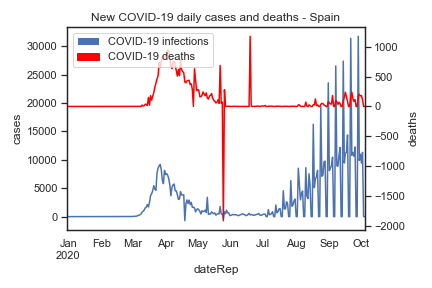 New COVID-19 daily cases and deaths - Spain
COVID-19 infections
COVID-19 deaths
30000
25000
20000
15000
10000
5000
0
cases
1000
500
0
−500
−1000
−1500
−2000
deaths
Jan Feb Mar Apr May Jun Jul Aug Sep Oct
2020
dateRep